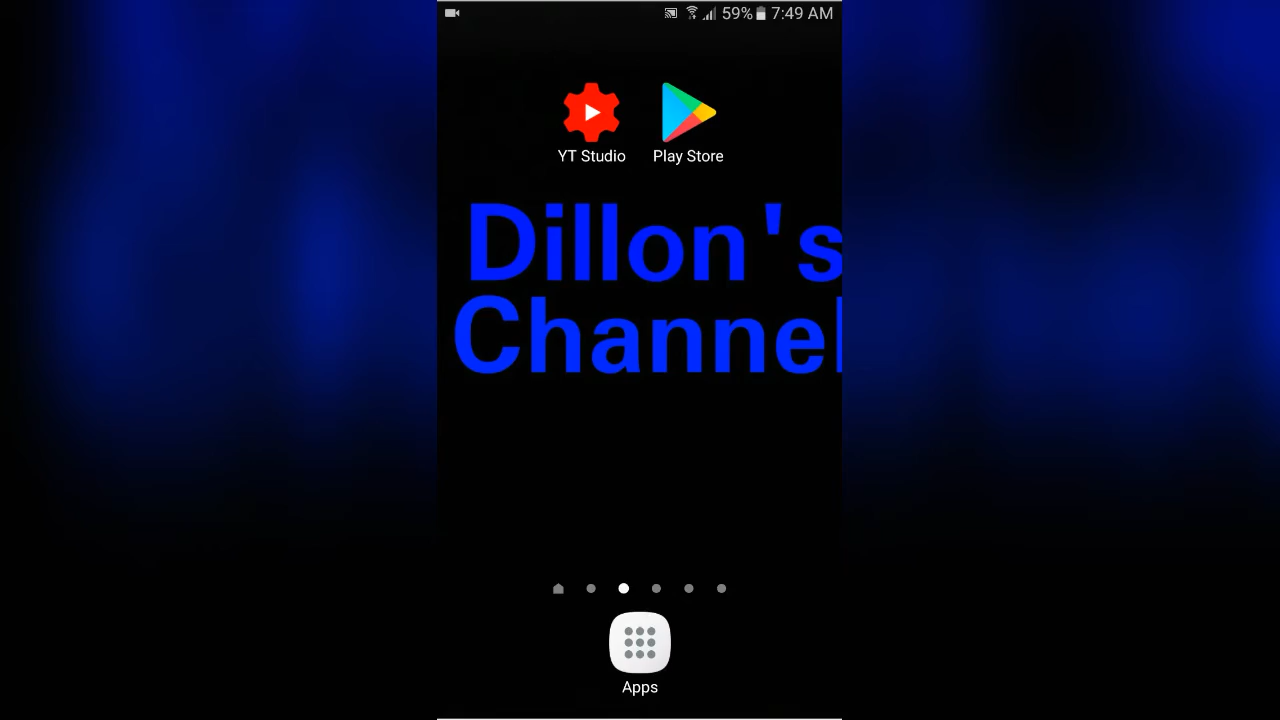 59% 7:49 AM
YT Studio Play Store
Dillon's
Channel
Apps